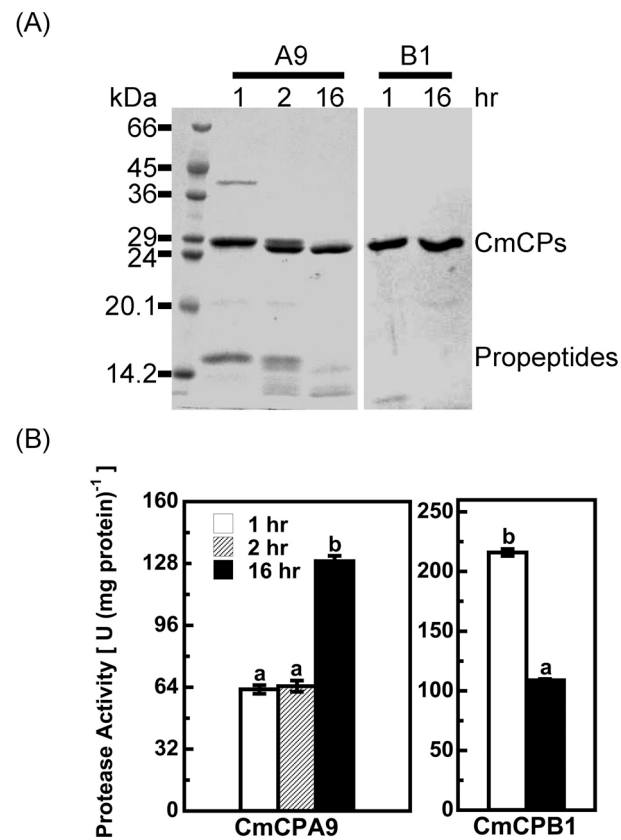 (A)
A9 B1
kDa 1 2 16 1 16 hr
66
45
36
29
24
CmCPs
20.1
Propeptides
14.2
(B)
Protease Activity [ U (mg protein)⁻¹ ]
160
128
96
64
32
0
1 hr
2 hr
16 hr
a a b
CmCPA9
250
200
150
100
50
0
b a
CmCPB1